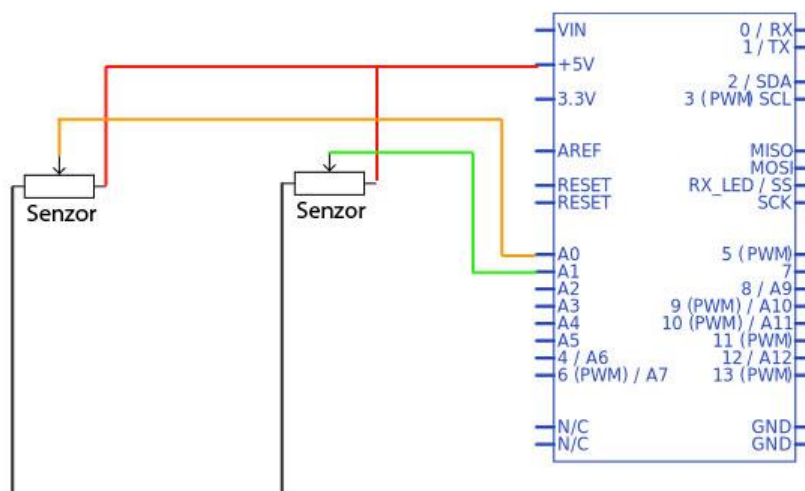 VIN
+5V
3.3V
AREF
RESET
RESET
A0
A1
A2
A3
A4
A5
4 / A6
6 (PWM) / A7
N/C
N/C
0 / RX
1 / TX
2 / SDA
3 (PWM) SCL
MISO
MOSI
RX_LED / SS
SCK
5 (PWM)
7
8 / A9
9 (PWM) / A10
10 (PWM) / A11
11 (PWM)
12 / A12
13 (PWM)
GND
GND
Senzor
Senzor